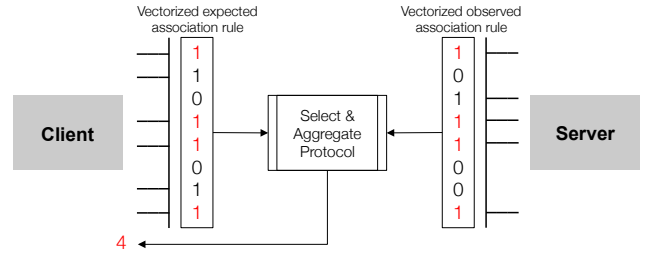 Vectorized expected
association rule
Vectorized observed
association rule
1
1
0
1
1
0
1
1
1
0
1
1
1
0
0
1
Client
Select &
Aggregate
Protocol
Server
4